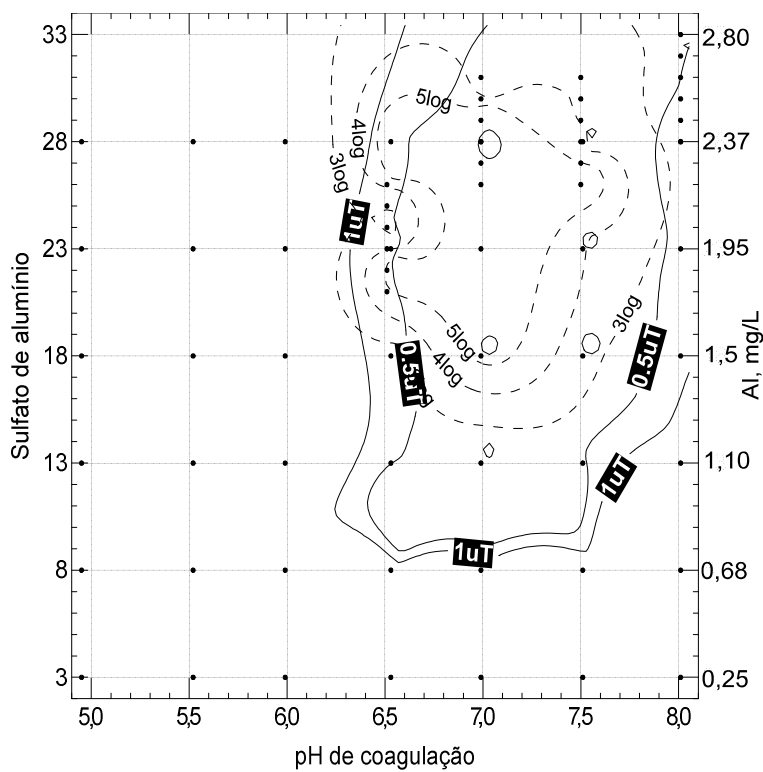 33
28
23
18
13
8
3
Sulfato de alumínio
2,80
2,37
1,95
1,5
1,10
0,68
0,25
Al, mg/L
5log
4log
3log
1uT
3log
5log
4log
0.5uT
0.5uT
1uT
1uT
5,0 5,5 6,0 6,5 7,0 7,5 8,0
pH de coagulação